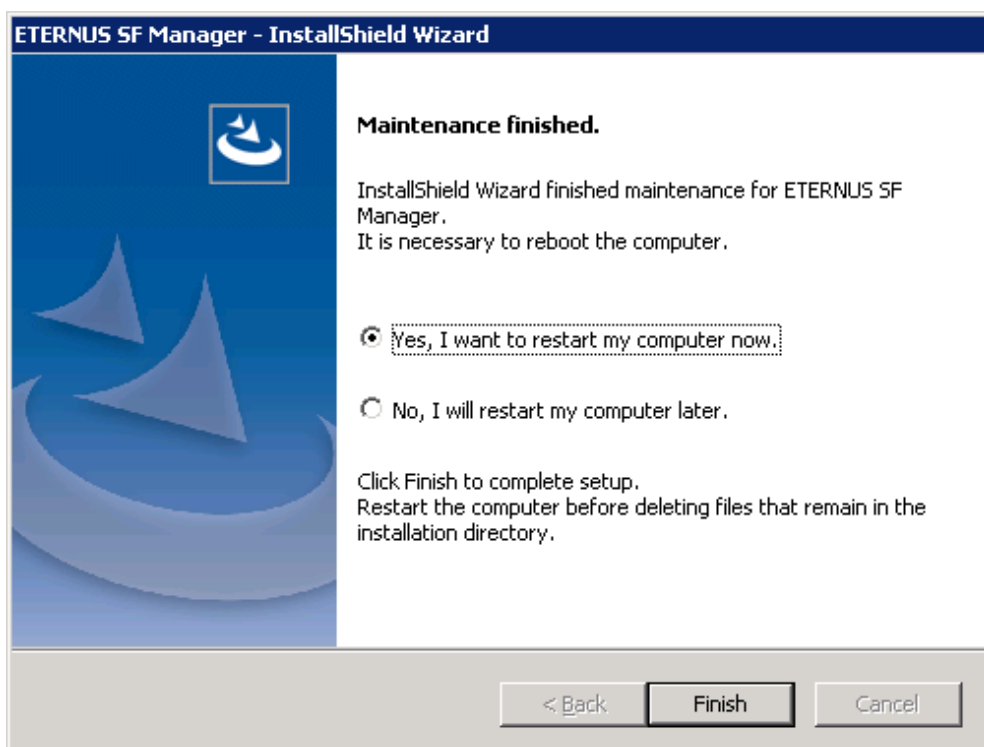 ETERNUS SF Manager - InstallShield Wizard
Maintenance finished.
InstallShield Wizard finished maintenance for ETERNUS SF
Manager.
It is necessary to reboot the computer.
Yes, I want to restart my computer now.
No, I will restart my computer later.
Click Finish to complete setup.
Restart the computer before deleting files that remain in the
installation directory.
< Back
Finish
Cancel